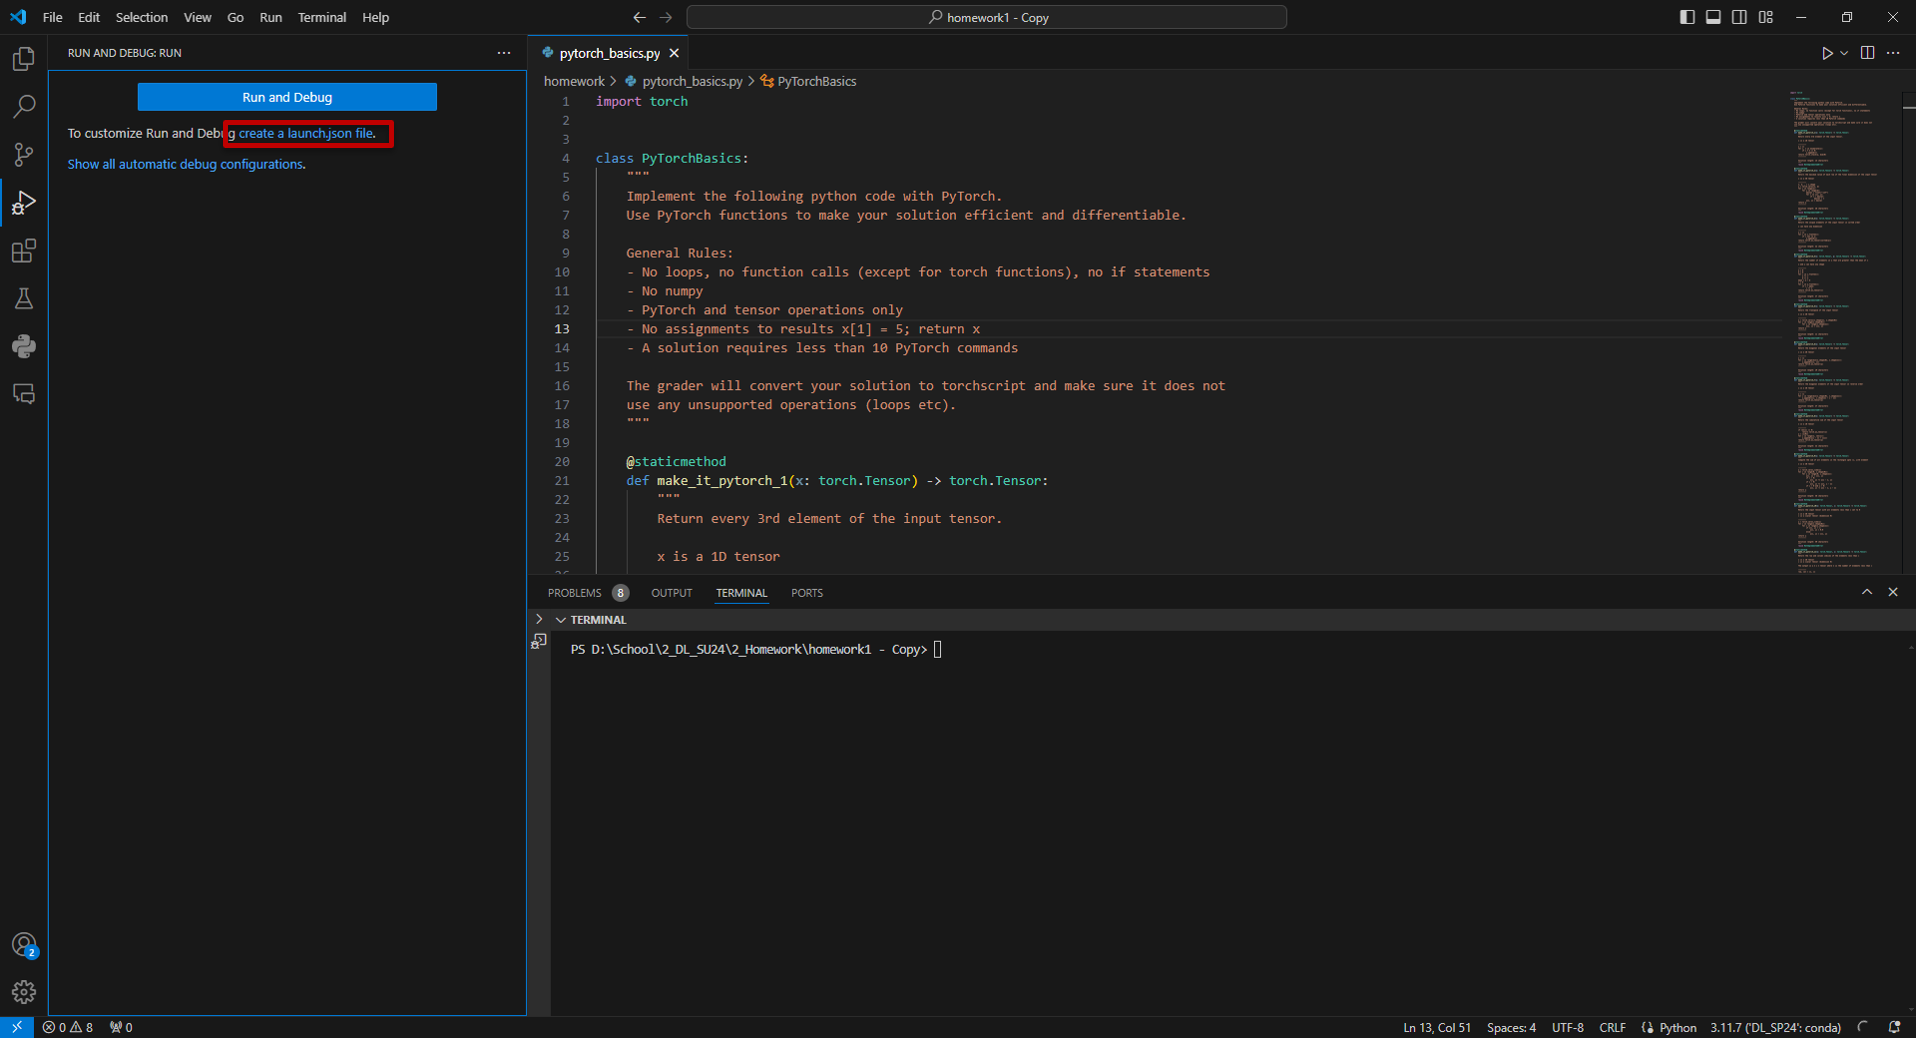 File Edit Selection View Go Run Terminal Help
homework1 - Copy
RUN AND DEBUG: RUN
Run and Debug
To customize Run and Debug create a launch.json file.
Show all automatic debug configurations.
pytorch_basics.py
homework > pytorch_basics.py > PyTorchBasics
1 import torch
2
3
4 class PyTorchBasics:
5 """
6 Implement the following python code with PyTorch.
7 Use PyTorch functions to make your solution efficient and differentiable.
8
9 General Rules:
10 - No loops, no function calls (except for torch functions), no if statements
11 - No numpy
12 - PyTorch and tensor operations only
13 - No assignments to results x[1] = 5; return x
14 - A solution requires less than 10 PyTorch commands
15
16 The grader will convert your solution to torchscript and make sure it does not
17 use any unsupported operations (loops etc).
18 """
19
20 @staticmethod
21 def make_it_pytorch_1(x: torch.Tensor) -> torch.Tensor:
22 """
23 Return every 3rd element of the input tensor.
24
25 x is a 1D tensor
PROBLEMS 8 OUTPUT TERMINAL PORTS
TERMINAL
PS D:\School\2_DL_SU24\2_Homework\homework1 - Copy>
2
0 8 0
Ln 13, Col 51 Spaces: 4 UTF-8 CRLF Python 3.11.7 ('DL_SP24': conda)